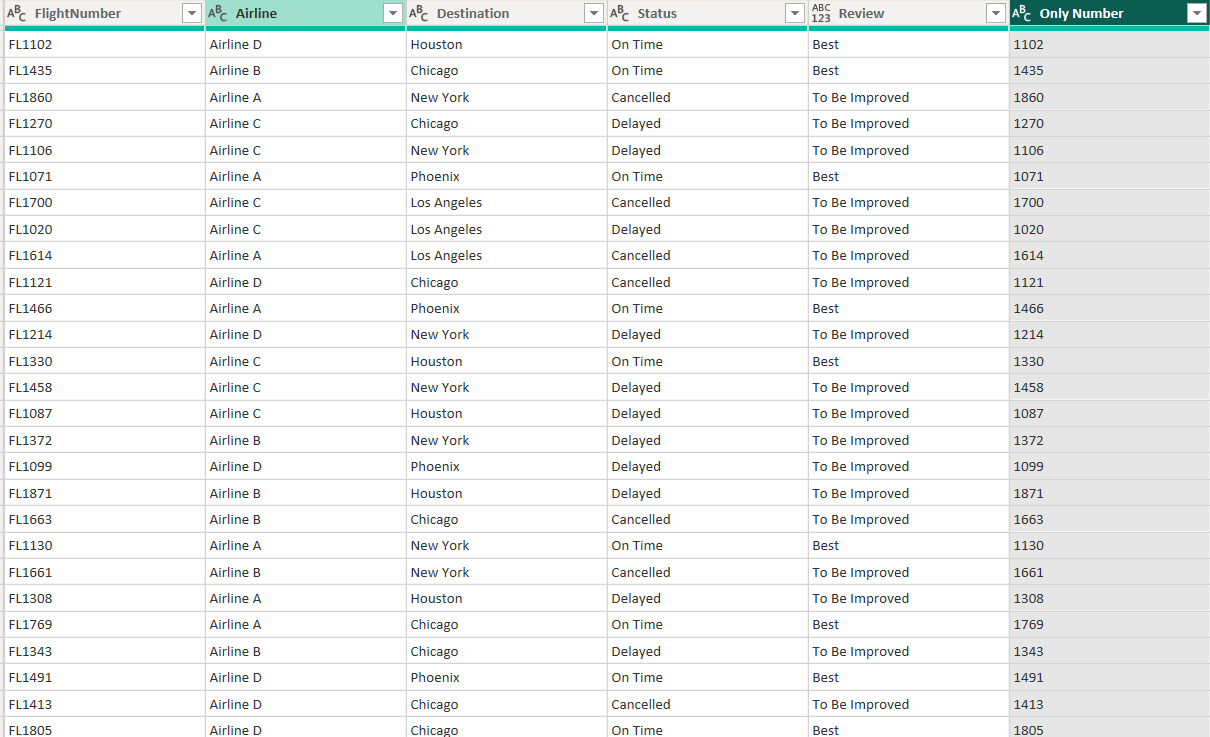 ABC FlightNumber ABC Airline ABC Destination ABC Status ABC 123 Review ABC Only Number
FL1102 Airline D Houston On Time Best 1102
FL1435 Airline B Chicago On Time Best 1435
FL1860 Airline A New York Cancelled To Be Improved 1860
FL1270 Airline C Chicago Delayed To Be Improved 1270
FL1106 Airline C New York Delayed To Be Improved 1106
FL1071 Airline A Phoenix On Time Best 1071
FL1700 Airline C Los Angeles Cancelled To Be Improved 1700
FL1020 Airline C Los Angeles Delayed To Be Improved 1020
FL1614 Airline A Los Angeles Cancelled To Be Improved 1614
FL1121 Airline D Chicago Cancelled To Be Improved 1121
FL1466 Airline A Phoenix On Time Best 1466
FL1214 Airline D New York Delayed To Be Improved 1214
FL1330 Airline C Houston On Time Best 1330
FL1458 Airline C New York Delayed To Be Improved 1458
FL1087 Airline C Houston Delayed To Be Improved 1087
FL1372 Airline B New York Delayed To Be Improved 1372
FL1099 Airline D Phoenix Delayed To Be Improved 1099
FL1871 Airline B Houston Delayed To Be Improved 1871
FL1663 Airline B Chicago Cancelled To Be Improved 1663
FL1130 Airline A New York On Time Best 1130
FL1661 Airline B New York Cancelled To Be Improved 1661
FL1308 Airline A Houston Delayed To Be Improved 1308
FL1769 Airline A Chicago On Time Best 1769
FL1343 Airline B Chicago Delayed To Be Improved 1343
FL1491 Airline D Phoenix On Time Best 1491
FL1413 Airline D Chicago Cancelled To Be Improved 1413
FL1805 Airline D Chicago On Time Best 1805